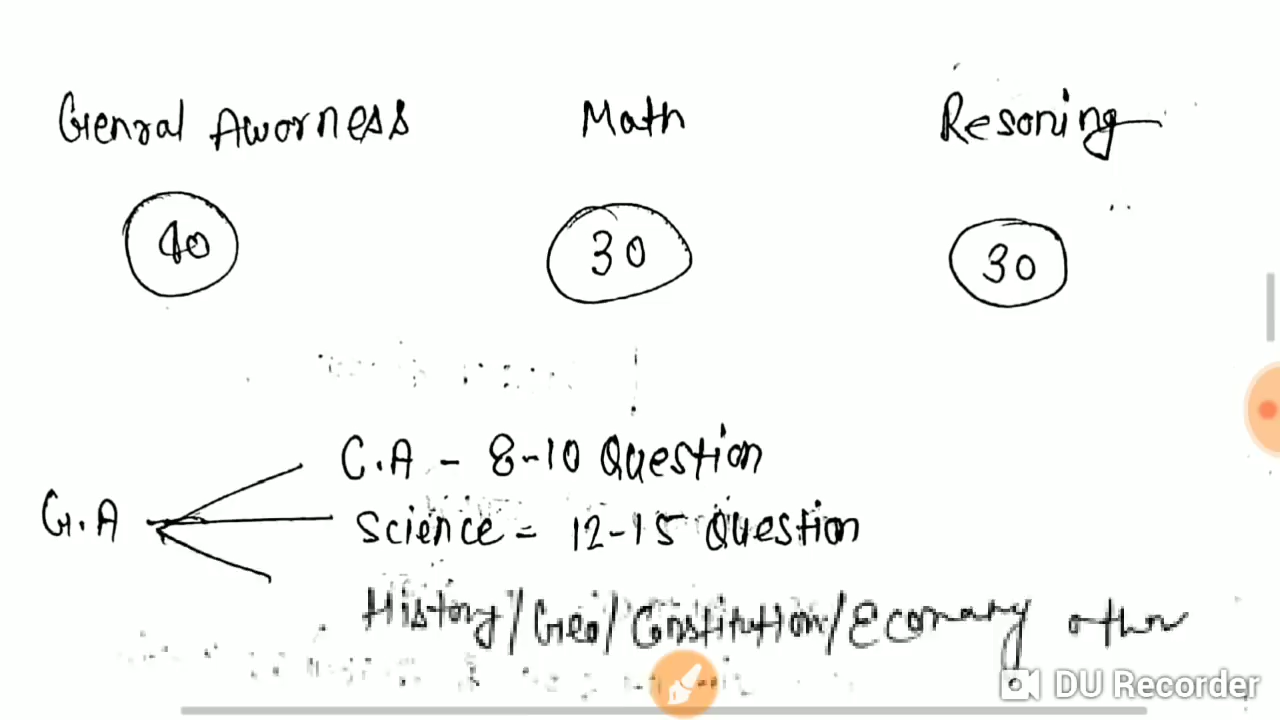 Genral Aworness Math Resoning
40 30 30
C.A - 8-10 Question
G.A
Science = 12-15 Question
History/Geo/Constitution/Economy other
DU Recorder